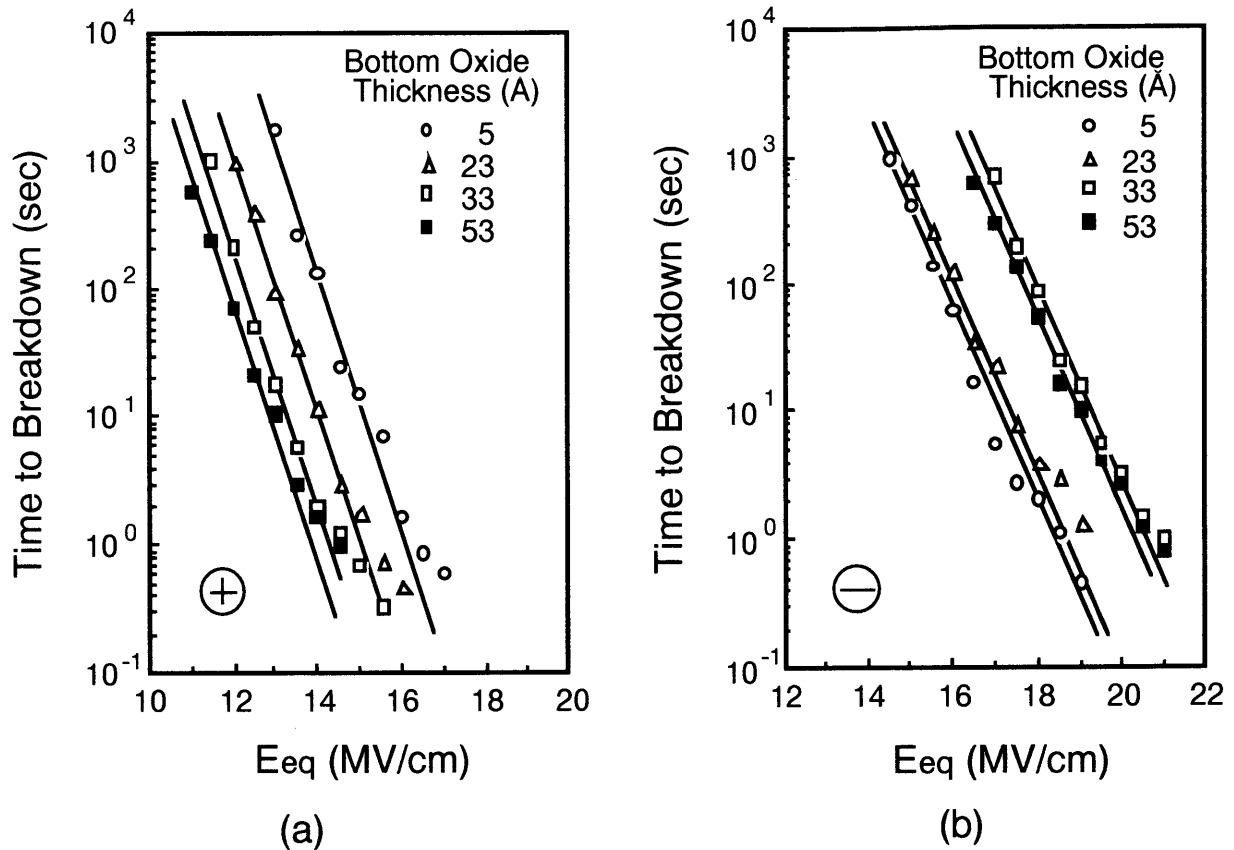 Time to Breakdown (sec)
10^4
10^3
10^2
10^1
10^0
10^-1
Bottom Oxide
Thickness (A)
5
23
33
53
+
10 12 14 16 18 20
Eeq (MV/cm)
(a)
Time to Breakdown (sec)
10^4
10^3
10^2
10^1
10^0
10^-1
Bottom Oxide
Thickness (Å)
5
23
33
53
−
12 14 16 18 20 22
Eeq (MV/cm)
(b)